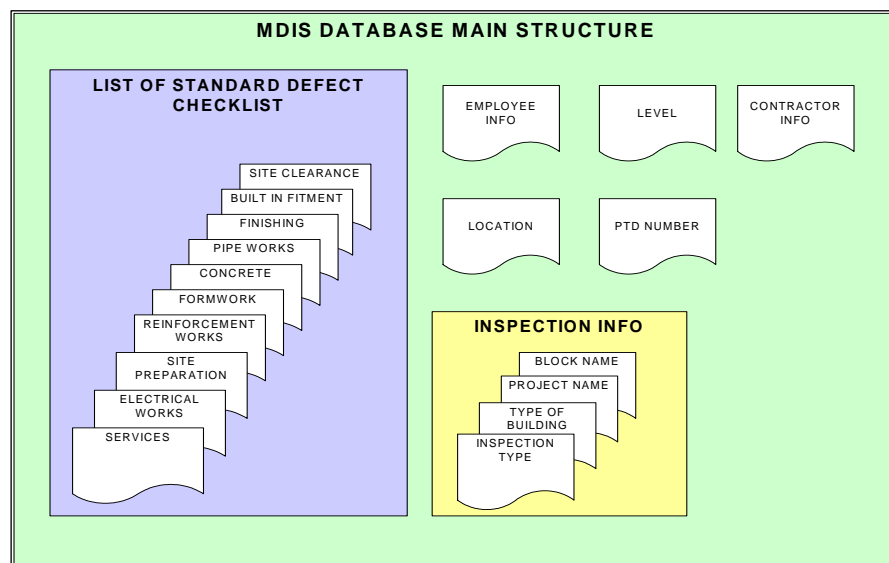 MDIS DATABASE MAIN STRUCTURE
LIST OF STANDARD DEFECT
CHECKLIST
SITE CLEARANCE
BUILT IN FITMENT
FINISHING
PIPE WORKS
CONCRETE
FORMWORK
REINFORCEMENT
WORKS
SITE
PREPARATION
ELECTRICAL
WORKS
SERVICES
EMPLOYEE
INFO
LEVEL
CONTRACTOR
INFO
LOCATION
PTD NUMBER
INSPECTION INFO
BLOCK NAME
PROJECT NAME
TYPE OF
BUILDING
INSPECTION
TYPE